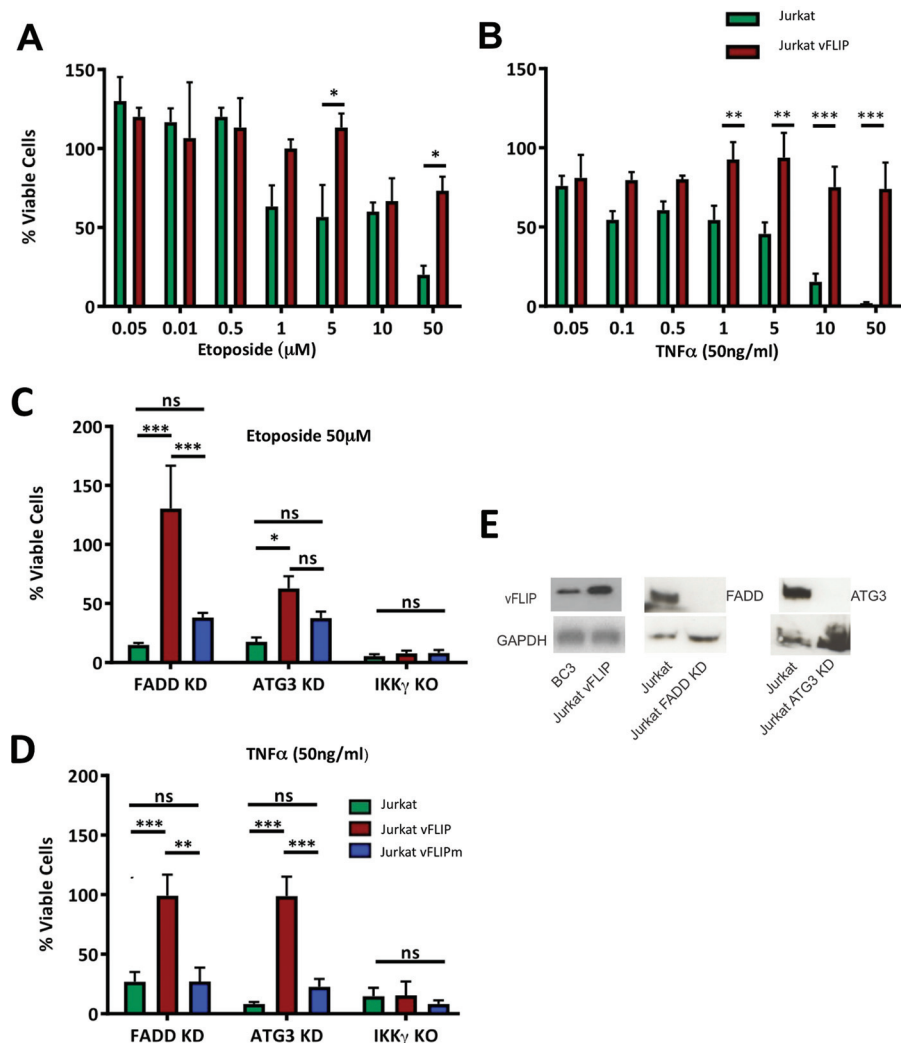 A
% Viable Cells
150
100
50
0
*
*
0.05 0.01 0.5 1 5 10 50
Etoposide (μM)
B
Jurkat
Jurkat vFLIP
% Viable Cells
150
100
50
0
** ** *** ***
0.05 0.1 0.5 1 5 10 50
TNFα (50ng/ml)
C
Etoposide 50μM
% Viable Cells
200
150
100
50
0
ns
***
***
ns
*
ns
ns
FADD KD ATG3 KD IKKγ KO
D
TNFα (50ng/ml)
Jurkat
Jurkat vFLIP
Jurkat vFLIPm
% Viable Cells
200
150
100
50
0
ns
***
**
ns
***
***
ns
FADD KD ATG3 KD IKKγ KO
E
vFLIP
FADD
ATG3
GAPDH
BC3
Jurkat vFLIP
Jurkat
Jurkat FADD KD
Jurkat
Jurkat ATG3 KD